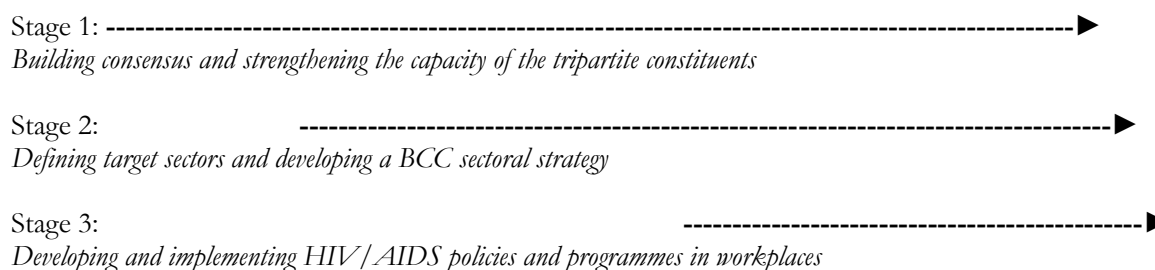 Stage 1: ----------------------------------------------------------------------------------------------------►
Building consensus and strengthening the capacity of the tripartite constituents
Stage 2: ------------------------------------------------------------------------------------►
Defining target sectors and developing a BCC sectoral strategy
Stage 3: -----------------------------------------------►
Developing and implementing HIV/AIDS policies and programmes in workplaces